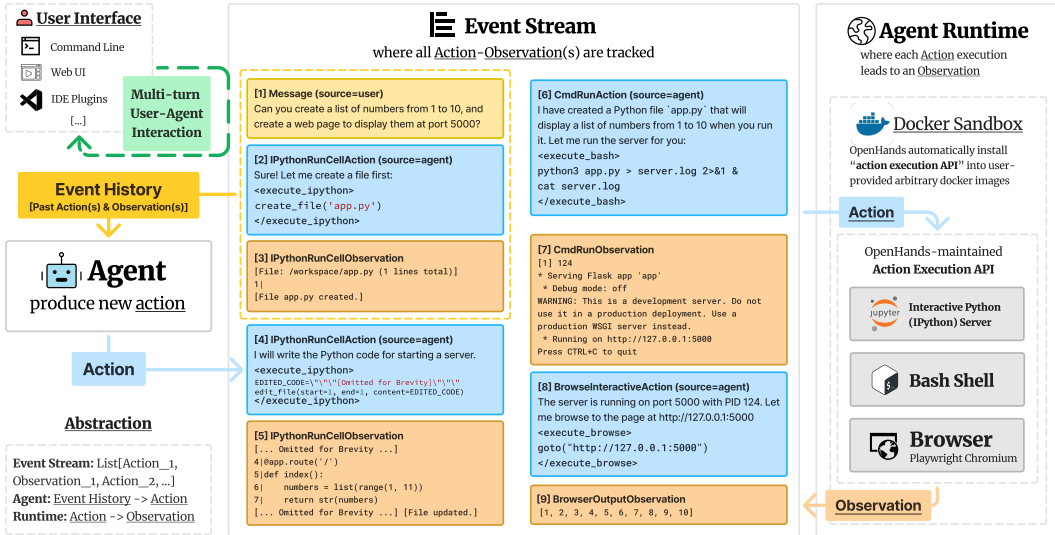 User Interface
Command Line
Web UI
IDE Plugins
[...]
Multi-turn
User-Agent
Interaction
Event History
[Past Action(s) & Observation(s)]
Agent
produce new action
Action
Abstraction
Event Stream: List[Action_1,
Observation_1, Action_2, ...]
Agent: Event History -> Action
Runtime: Action -> Observation
Event Stream
where all Action-Observation(s) are tracked
[1] Message (source=user)
Can you create a list of numbers from 1 to 10, and
create a web page to display them at port 5000?
[2] IPythonRunCellAction (source=agent)
Sure! Let me create a file first:
<execute_ipython>
create_file('app.py')
</execute_ipython>
[3] IPythonRunCellObservation
[File: /workspace/app.py (1 lines total)]
1|
[File app.py created.]
[4] IPythonRunCellAction (source=agent)
I will write the Python code for starting a server.
<execute_ipython>
EDITED_CODE=\"\"\"[Omitted for Brevity]\"\"\"
edit_file(start=1, end=1, content=EDITED_CODE)
</execute_ipython>
[5] IPythonRunCellObservation
[... Omitted for Brevity ...]
4|@app.route('/')
5|def index():
6|    numbers = list(range(1, 11))
7|    return str(numbers)
[... Omitted for Brevity ...] [File updated.]
[6] CmdRunAction (source=agent)
I have created a Python file `app.py` that will
display a list of numbers from 1 to 10 when you run
it. Let me run the server for you:
<execute_bash>
python3 app.py > server.log 2>&1 &
cat server.log
</execute_bash>
[7] CmdRunObservation
[1] 124
* Serving Flask app 'app'
* Debug mode: off
WARNING: This is a development server. Do not
use it in a production deployment. Use a
production WSGI server instead.
* Running on http://127.0.0.1:5000
Press CTRL+C to quit
[8] BrowseInteractiveAction (source=agent)
The server is running on port 5000 with PID 124. Let
me browse to the page at http://127.0.0.1:5000
<execute_browse>
goto("http://127.0.0.1:5000")
</execute_browse>
[9] BrowserOutputObservation
[1, 2, 3, 4, 5, 6, 7, 8, 9, 10]
Agent Runtime
where each Action execution
leads to an Observation
Docker Sandbox
OpenHands automatically install
“action execution API” into user-
provided arbitrary docker images
Action
OpenHands-maintained
Action Execution API
jupyter
Interactive Python
(IPython) Server
Bash Shell
Browser
Playwright Chromium
Observation